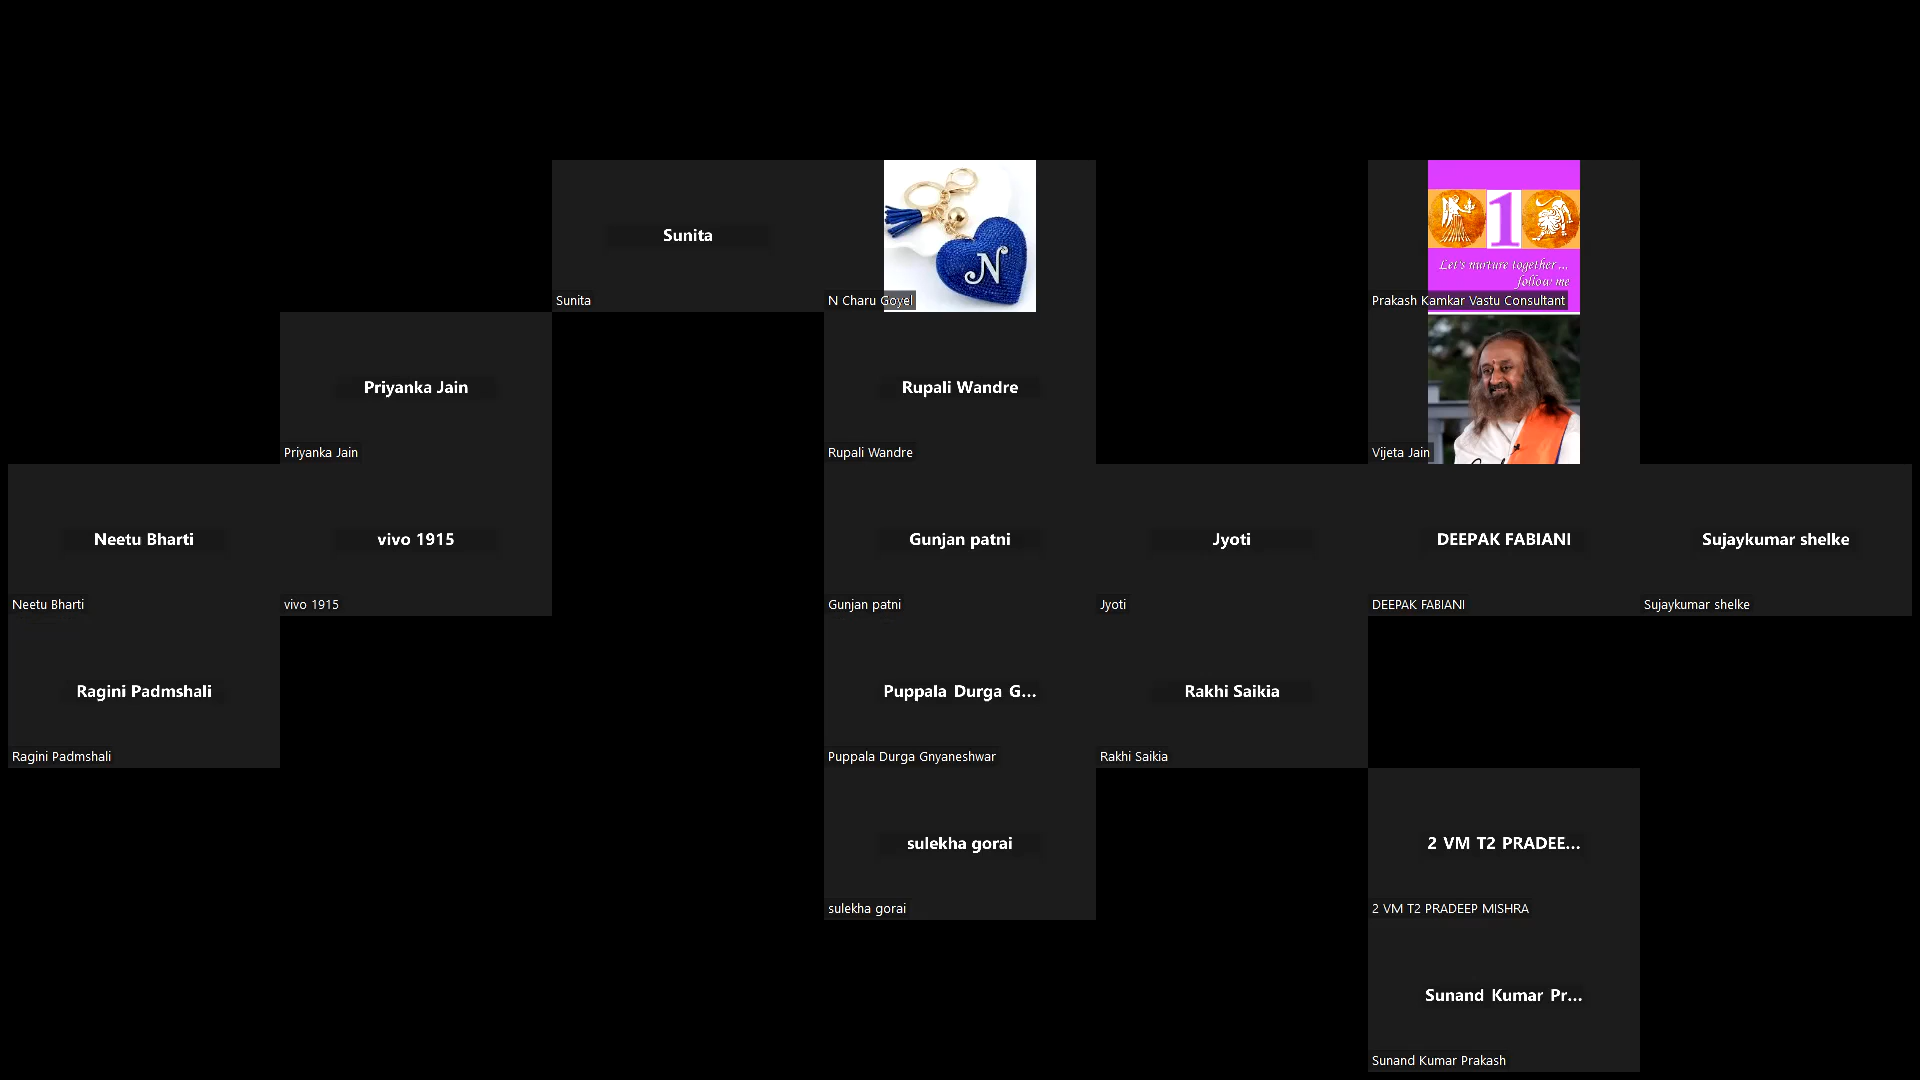 Sunita
Sunita
N
N Charu Goyel
1
Let's nurture together ...
follow me
Prakash Kamkar Vastu Consultant
Priyanka Jain
Priyanka Jain
Rupali Wandre
Rupali Wandre
Vijeta Jain
Neetu Bharti
Neetu Bharti
vivo 1915
vivo 1915
Gunjan patni
Gunjan patni
Jyoti
Jyoti
DEEPAK FABIANI
DEEPAK FABIANI
Sujaykumar shelke
Sujaykumar shelke
Ragini Padmshali
Ragini Padmshali
Puppala Durga G...
Puppala Durga Gnyaneshwar
Rakhi Saikia
Rakhi Saikia
sulekha gorai
sulekha gorai
2 VM T2 PRADEE...
2 VM T2 PRADEEP MISHRA
Sunand Kumar Pr...
Sunand Kumar Prakash